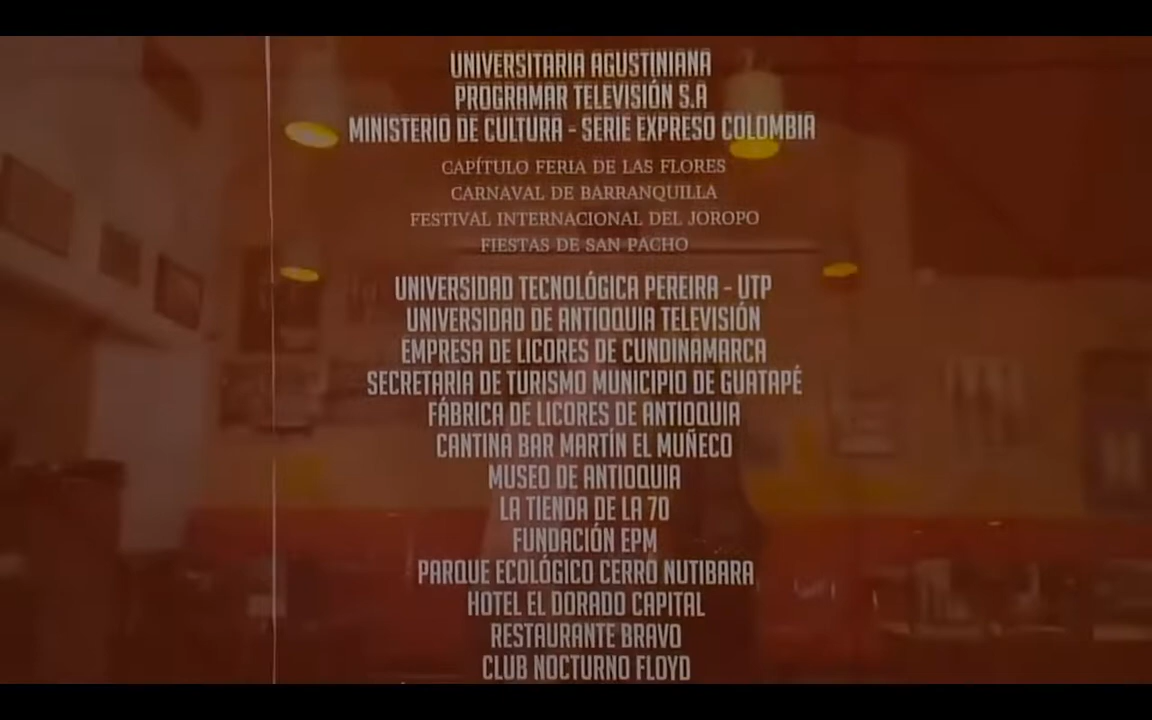 UNIVERSITARIA AGUSTINIANA
PROGRAMAR TELEVISIÓN S.A
MINISTERIO DE CULTURA - SERIE EXPRESO COLOMBIA
CAPÍTULO FERIA DE LAS FLORES
CARNAVAL DE BARRANQUILLA
FESTIVAL INTERNACIONAL DEL JOROPO
FIESTAS DE SAN PACHO
UNIVERSIDAD TECNOLÓGICA PEREIRA - UTP
UNIVERSIDAD DE ANTIOQUIA TELEVISIÓN
EMPRESA DE LICORES DE CUNDINAMARCA
SECRETARIA DE TURISMO MUNICIPIO DE GUATAPÉ
FÁBRICA DE LICORES DE ANTIOQUIA
CANTINA BAR MARTÍN EL MUÑECO
MUSEO DE ANTIOQUIA
LA TIENDA DE LA 70
FUNDACIÓN EPM
PARQUE ECOLÓGICO CERRO NUTIBARA
HOTEL EL DORADO CAPITAL
RESTAURANTE BRAVO
CLUB NOCTURNO FLOYD